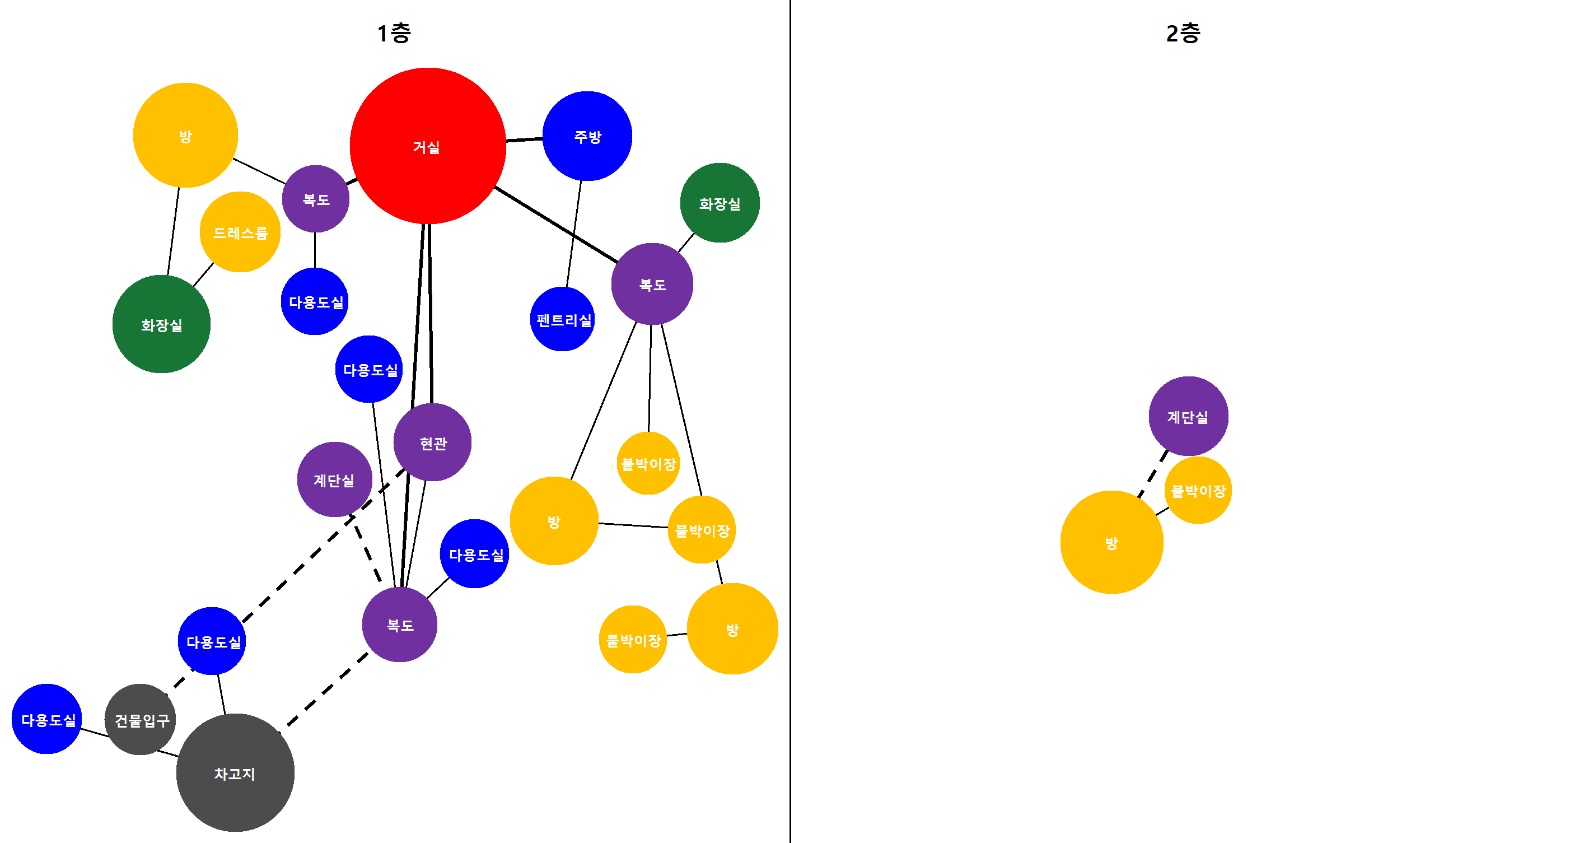 1층
2층
방
거실
주방
복도
화장실
드레스룸
복도
다용도실
화장실
펜트리실
다용도실
현관
계단실
계단실
붙박이장
붙박이장
방
붙박이장
방
다용도실
복도
다용도실
붙박이장
방
다용도실
건물입구
차고지